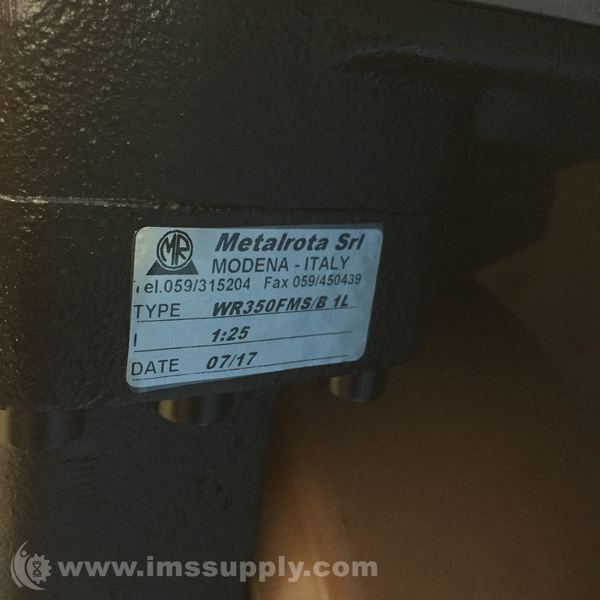 MR Metalrota Srl
MODENA - ITALY
Tel.059/315204 Fax 059/450439
TYPE WR350FMS/B 1L
I 1:25
DATE 07/17
www.imssupply.com